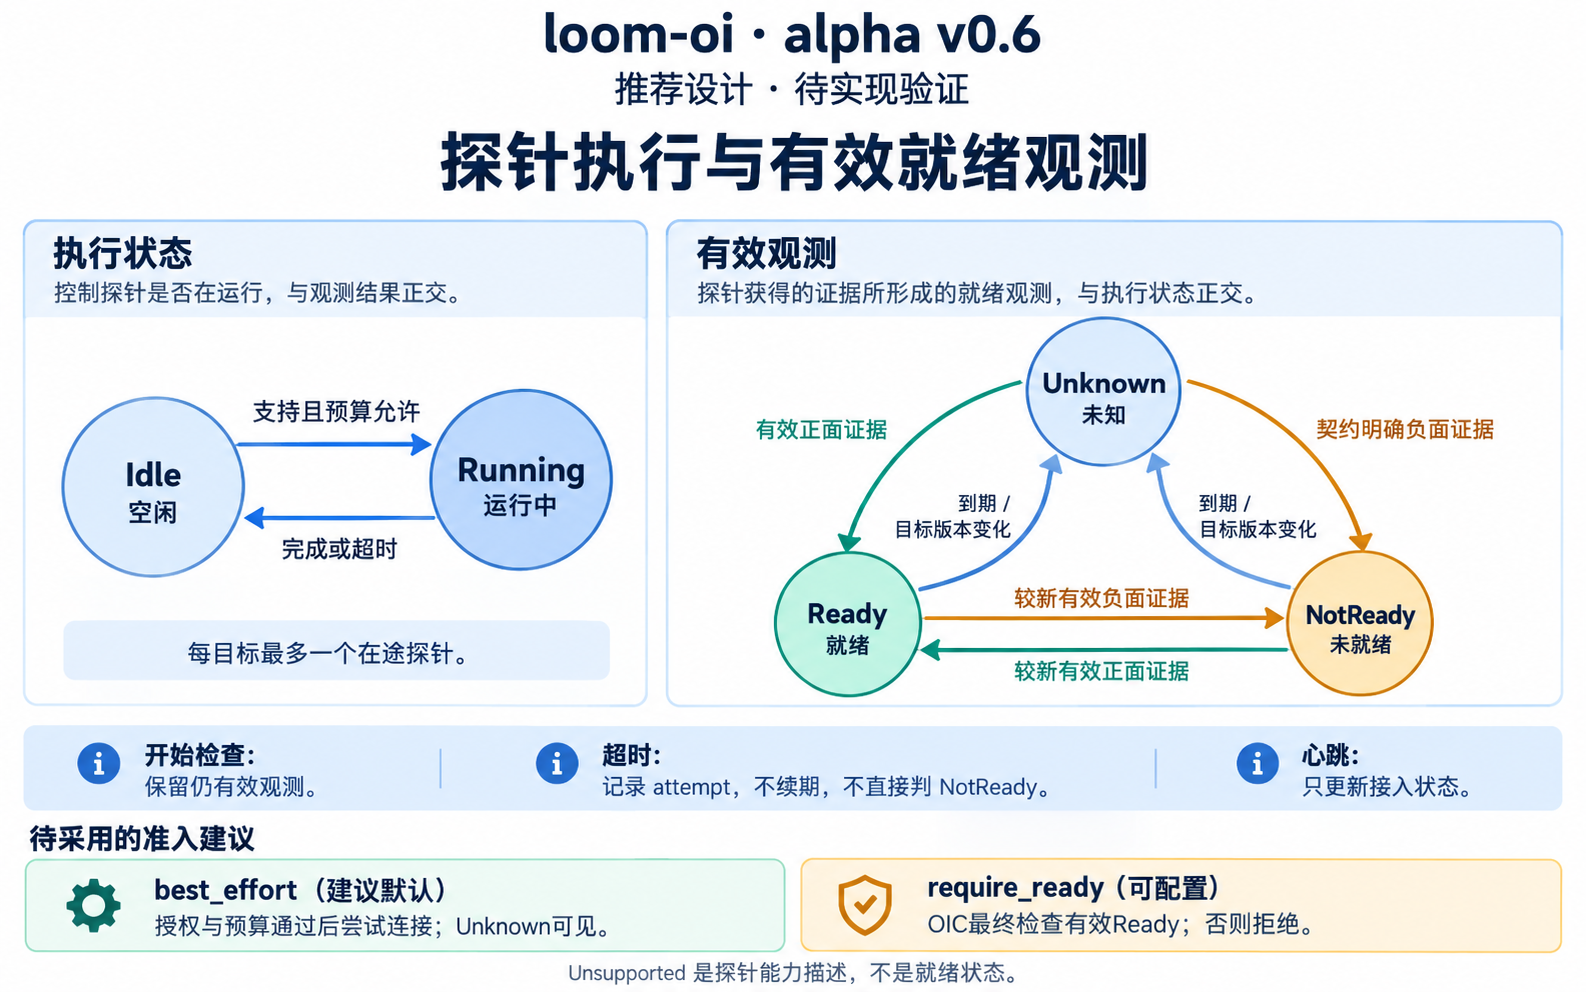 loom-oi · alpha v0.6
推荐设计 · 待实现验证
探针执行与有效就绪观测
执行状态
控制探针是否在运行，与观测结果正交。
支持且预算允许
Idle
空闲
Running
运行中
完成或超时
每目标最多一个在途探针。
有效观测
探针获得的证据所形成的就绪观测，与执行状态正交。
Unknown
未知
有效正面证据
契约明确负面证据
到期 /
目标版本变化
到期 /
目标版本变化
Ready
就绪
较新有效负面证据
较新有效正面证据
NotReady
未就绪
开始检查：
保留仍有效观测。
超时：
记录 attempt，不续期，不直接判 NotReady。
心跳：
只更新接入状态。
待采用的准入建议
best_effort（建议默认）
授权与预算通过后尝试连接；Unknown可见。
require_ready（可配置）
OIC最终检查有效Ready；否则拒绝。
Unsupported 是探针能力描述，不是就绪状态。